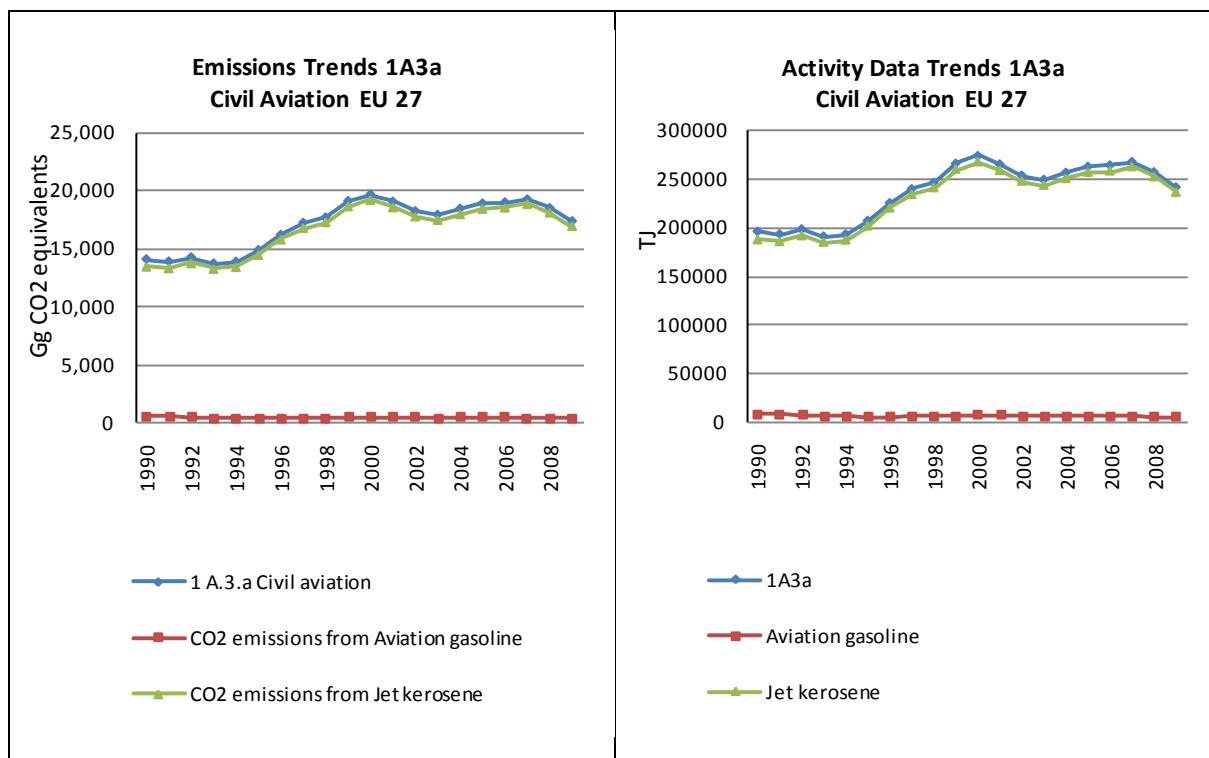 Emissions Trends 1A3a
Civil Aviation EU 27
Gg CO2 equivalents
25,000
20,000
15,000
10,000
5,000
0
1990
1992
1994
1996
1998
2000
2002
2004
2006
2008
1 A.3.a Civil aviation
CO2 emissions from Aviation gasoline
CO2 emissions from Jet kerosene
Activity Data Trends 1A3a
Civil Aviation EU 27
TJ
300000
250000
200000
150000
100000
50000
0
1990
1992
1994
1996
1998
2000
2002
2004
2006
2008
1A3a
Aviation gasoline
Jet kerosene